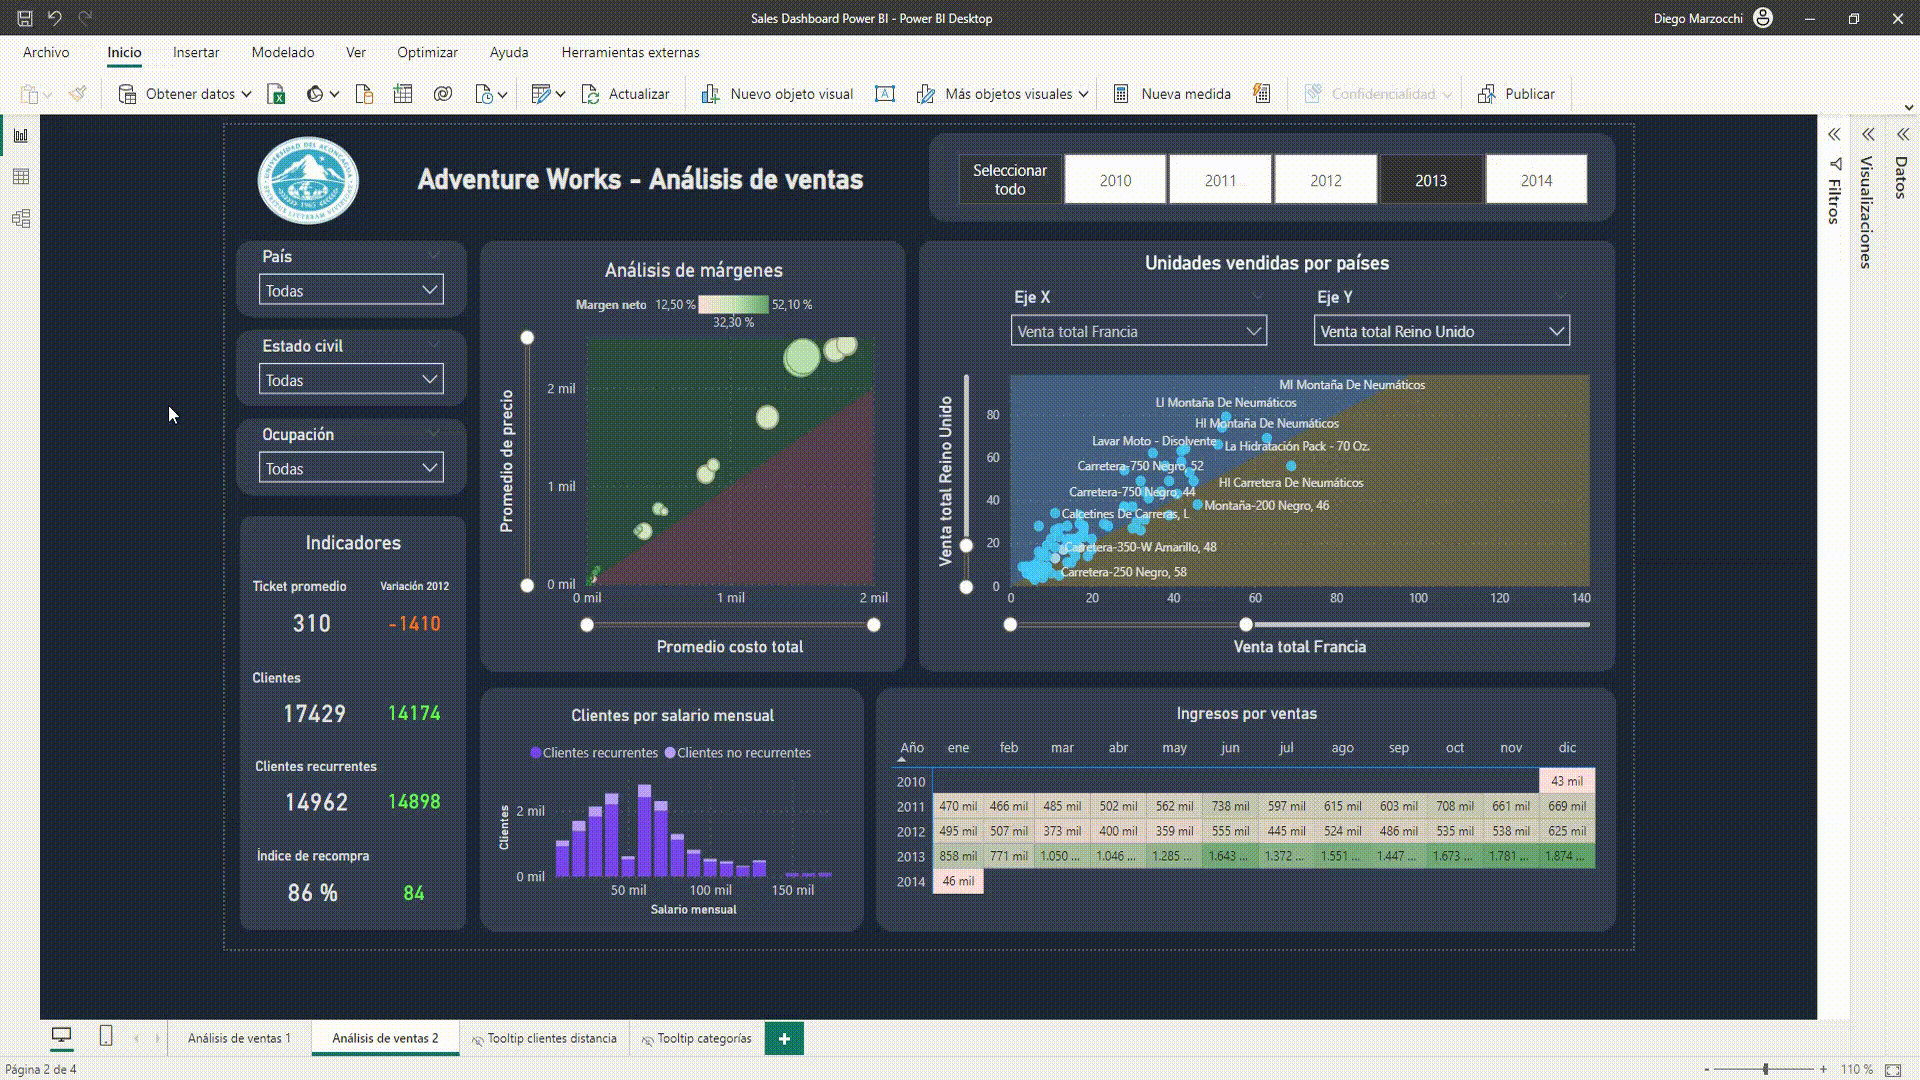 Sales Dashboard Power BI - Power BI Desktop
Diego Marzocchi
Archivo Inicio Insertar Modelado Ver Optimizar Ayuda Herramientas externas
Obtener datos Actualizar Nuevo objeto visual Más objetos visuales Nueva medida Confidencialidad Publicar
Adventure Works - Análisis de ventas
UNIVERSIDAD DEL ACONCAGUA
1965
Seleccionar todo 2010 2011 2012 2013 2014
Filtros
Visualizaciones
Datos
País
Todas
Estado civil
Todas
Ocupación
Todas
Indicadores
Ticket promedio Variación 2012
310 -1410
Clientes
17429 14174
Clientes recurrentes
14962 14898
Índice de recompra
86 % 84
Análisis de márgenes
Margen neto 12,50 % 52,10 %
32,30 %
Promedio de precio
2 mil
1 mil
0 mil
0 mil 1 mil 2 mil
Promedio costo total
Unidades vendidas por países
Eje X Eje Y
Venta total Francia Venta total Reino Unido
Venta total Reino Unido
80
60
40
20
0
MI Montaña De Neumáticos
LI Montaña De Neumáticos
HI Montaña De Neumáticos
Lavar Moto - Disolvente
La Hidratación Pack - 70 Oz.
Carretera-750 Negro, 52
HI Carretera De Neumáticos
Carretera-750 Negro, 44
Montaña-200 Negro, 46
Calcetines De Carreras, L
Carretera-350-W Amarillo, 48
Carretera-250 Negro, 58
0 20 40 60 80 100 120 140
Venta total Francia
Clientes por salario mensual
Clientes recurrentes Clientes no recurrentes
Clientes
2 mil
0 mil
50 mil 100 mil 150 mil
Salario mensual
Ingresos por ventas
Año ene feb mar abr may jun jul ago sep oct nov dic
2010 43 mil
2011 470 mil 466 mil 485 mil 502 mil 562 mil 738 mil 597 mil 615 mil 603 mil 708 mil 661 mil 669 mil
2012 495 mil 507 mil 373 mil 400 mil 359 mil 555 mil 445 mil 524 mil 486 mil 535 mil 538 mil 625 mil
2013 858 mil 771 mil 1.050 ... 1.046 ... 1.285 ... 1.643 ... 1.372 ... 1.551 ... 1.447 ... 1.673 ... 1.781 ... 1.874 ...
2014 46 mil
Análisis de ventas 1 Análisis de ventas 2 Tooltip clientes distancia Tooltip categorías +
Página 2 de 4
- + 110 %